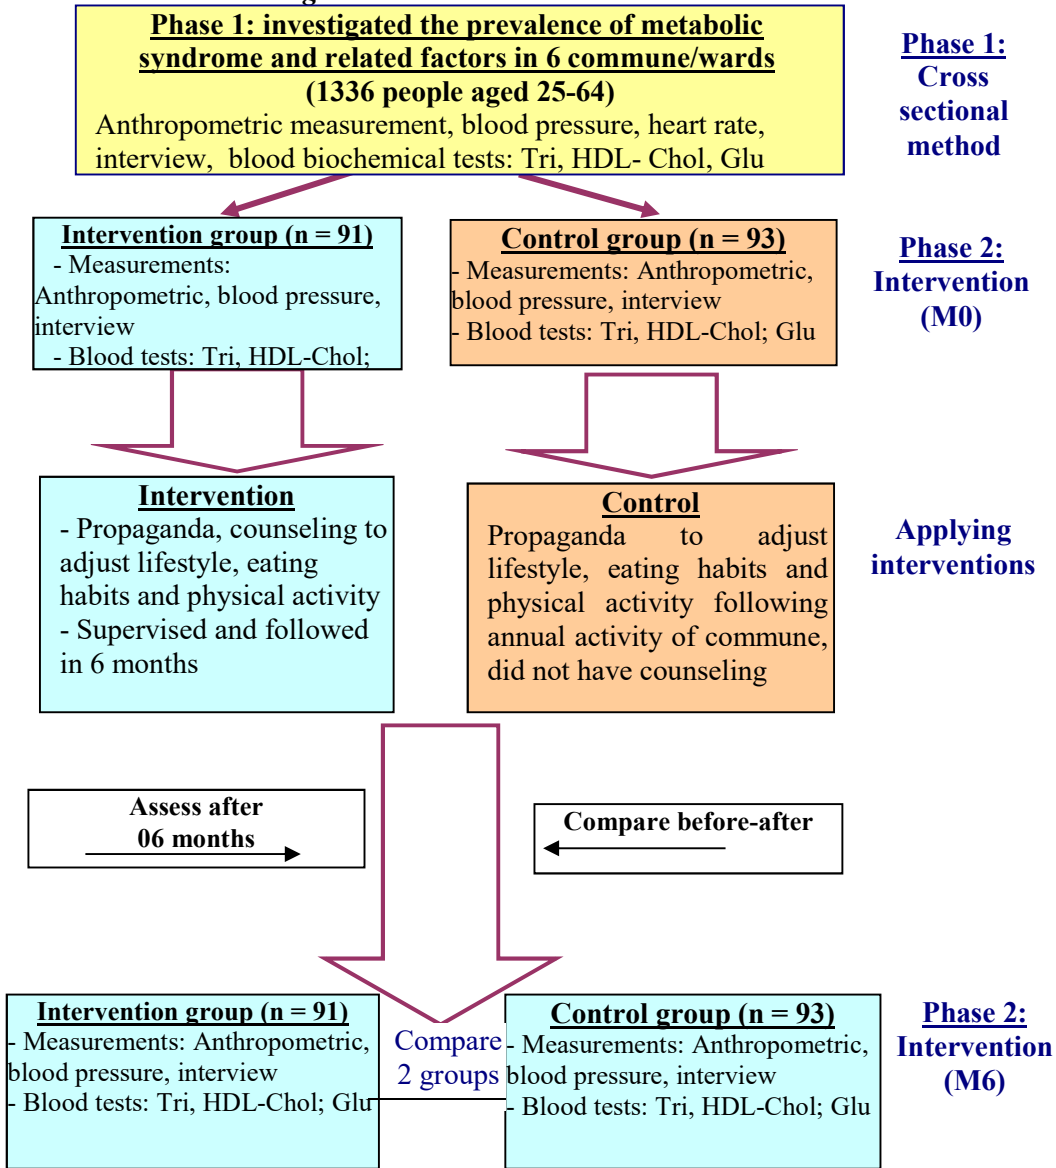 Phase 1: investigated the prevalence of metabolic
syndrome and related factors in 6 commune/wards
(1336 people aged 25-64)
Anthropometric measurement, blood pressure, heart rate,
interview, blood biochemical tests: Tri, HDL- Chol, Glu
Phase 1:
Cross
sectional
method
Intervention group (n = 91)
- Measurements:
Anthropometric, blood pressure,
interview
- Blood tests: Tri, HDL-Chol;
Control group (n = 93)
- Measurements: Anthropometric,
blood pressure, interview
- Blood tests: Tri, HDL-Chol; Glu
Phase 2:
Intervention
(M0)
Intervention
- Propaganda, counseling to
adjust lifestyle, eating
habits and physical activity
- Supervised and followed
in 6 months
Control
Propaganda to adjust
lifestyle, eating habits and
physical activity following
annual activity of commune,
did not have counseling
Applying
interventions
Assess after
06 months
Compare before-after
Intervention group (n = 91)
- Measurements: Anthropometric,
blood pressure, interview
- Blood tests: Tri, HDL-Chol; Glu
Compare
2 groups
Control group (n = 93)
- Measurements: Anthropometric,
blood pressure, interview
- Blood tests: Tri, HDL-Chol; Glu
Phase 2:
Intervention
(M6)